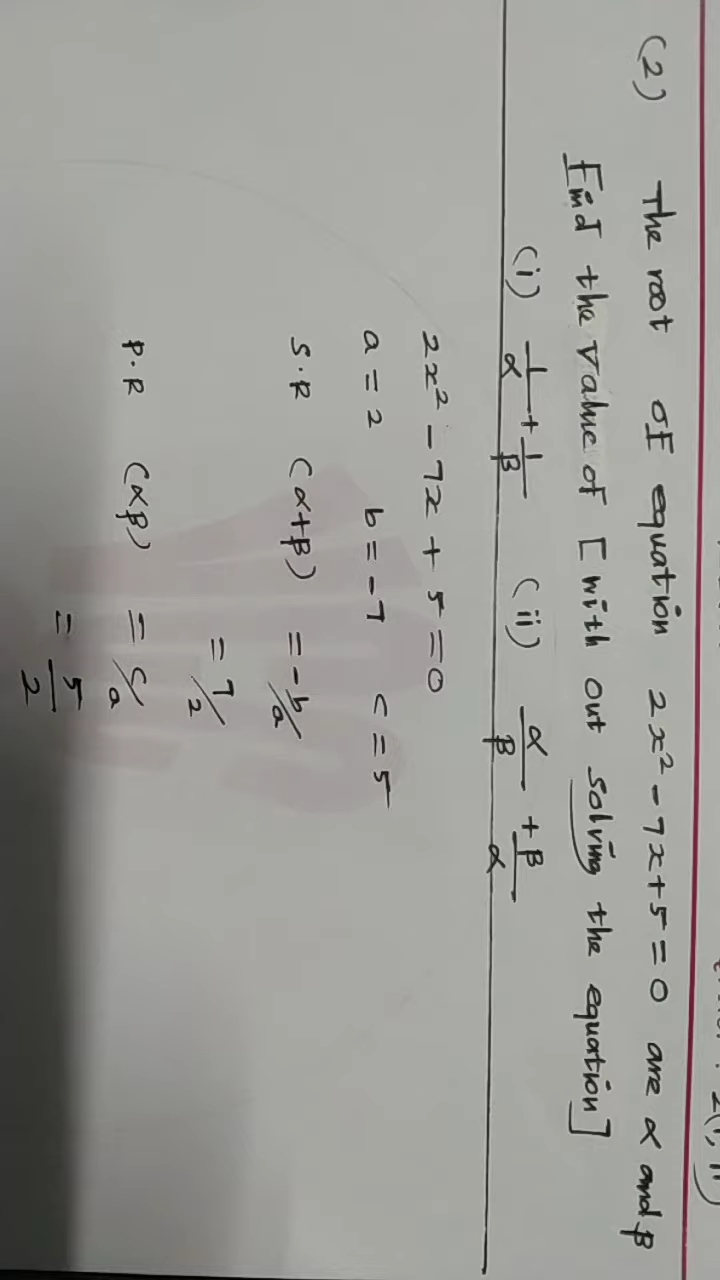 (2) The root of equation 2x² - 7x + 5 = 0 are α and β
Find the value of [with out solving the equation]
(i) 1/α + 1/β (ii) α/β + β/α
2x² - 7x + 5 = 0
a = 2 b = -7 c = 5
S.R (α+β) = -b/a
= 7/2
P.R (αβ) = c/a
= 5/2